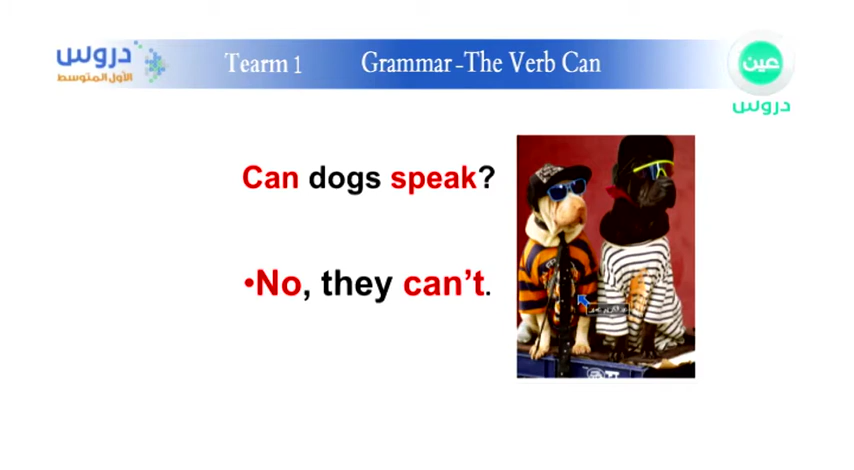 دروس
الأول المتوسط
Tearm 1
Grammar-The Verb Can
عين
دروس
Can dogs speak?
•No, they can't.